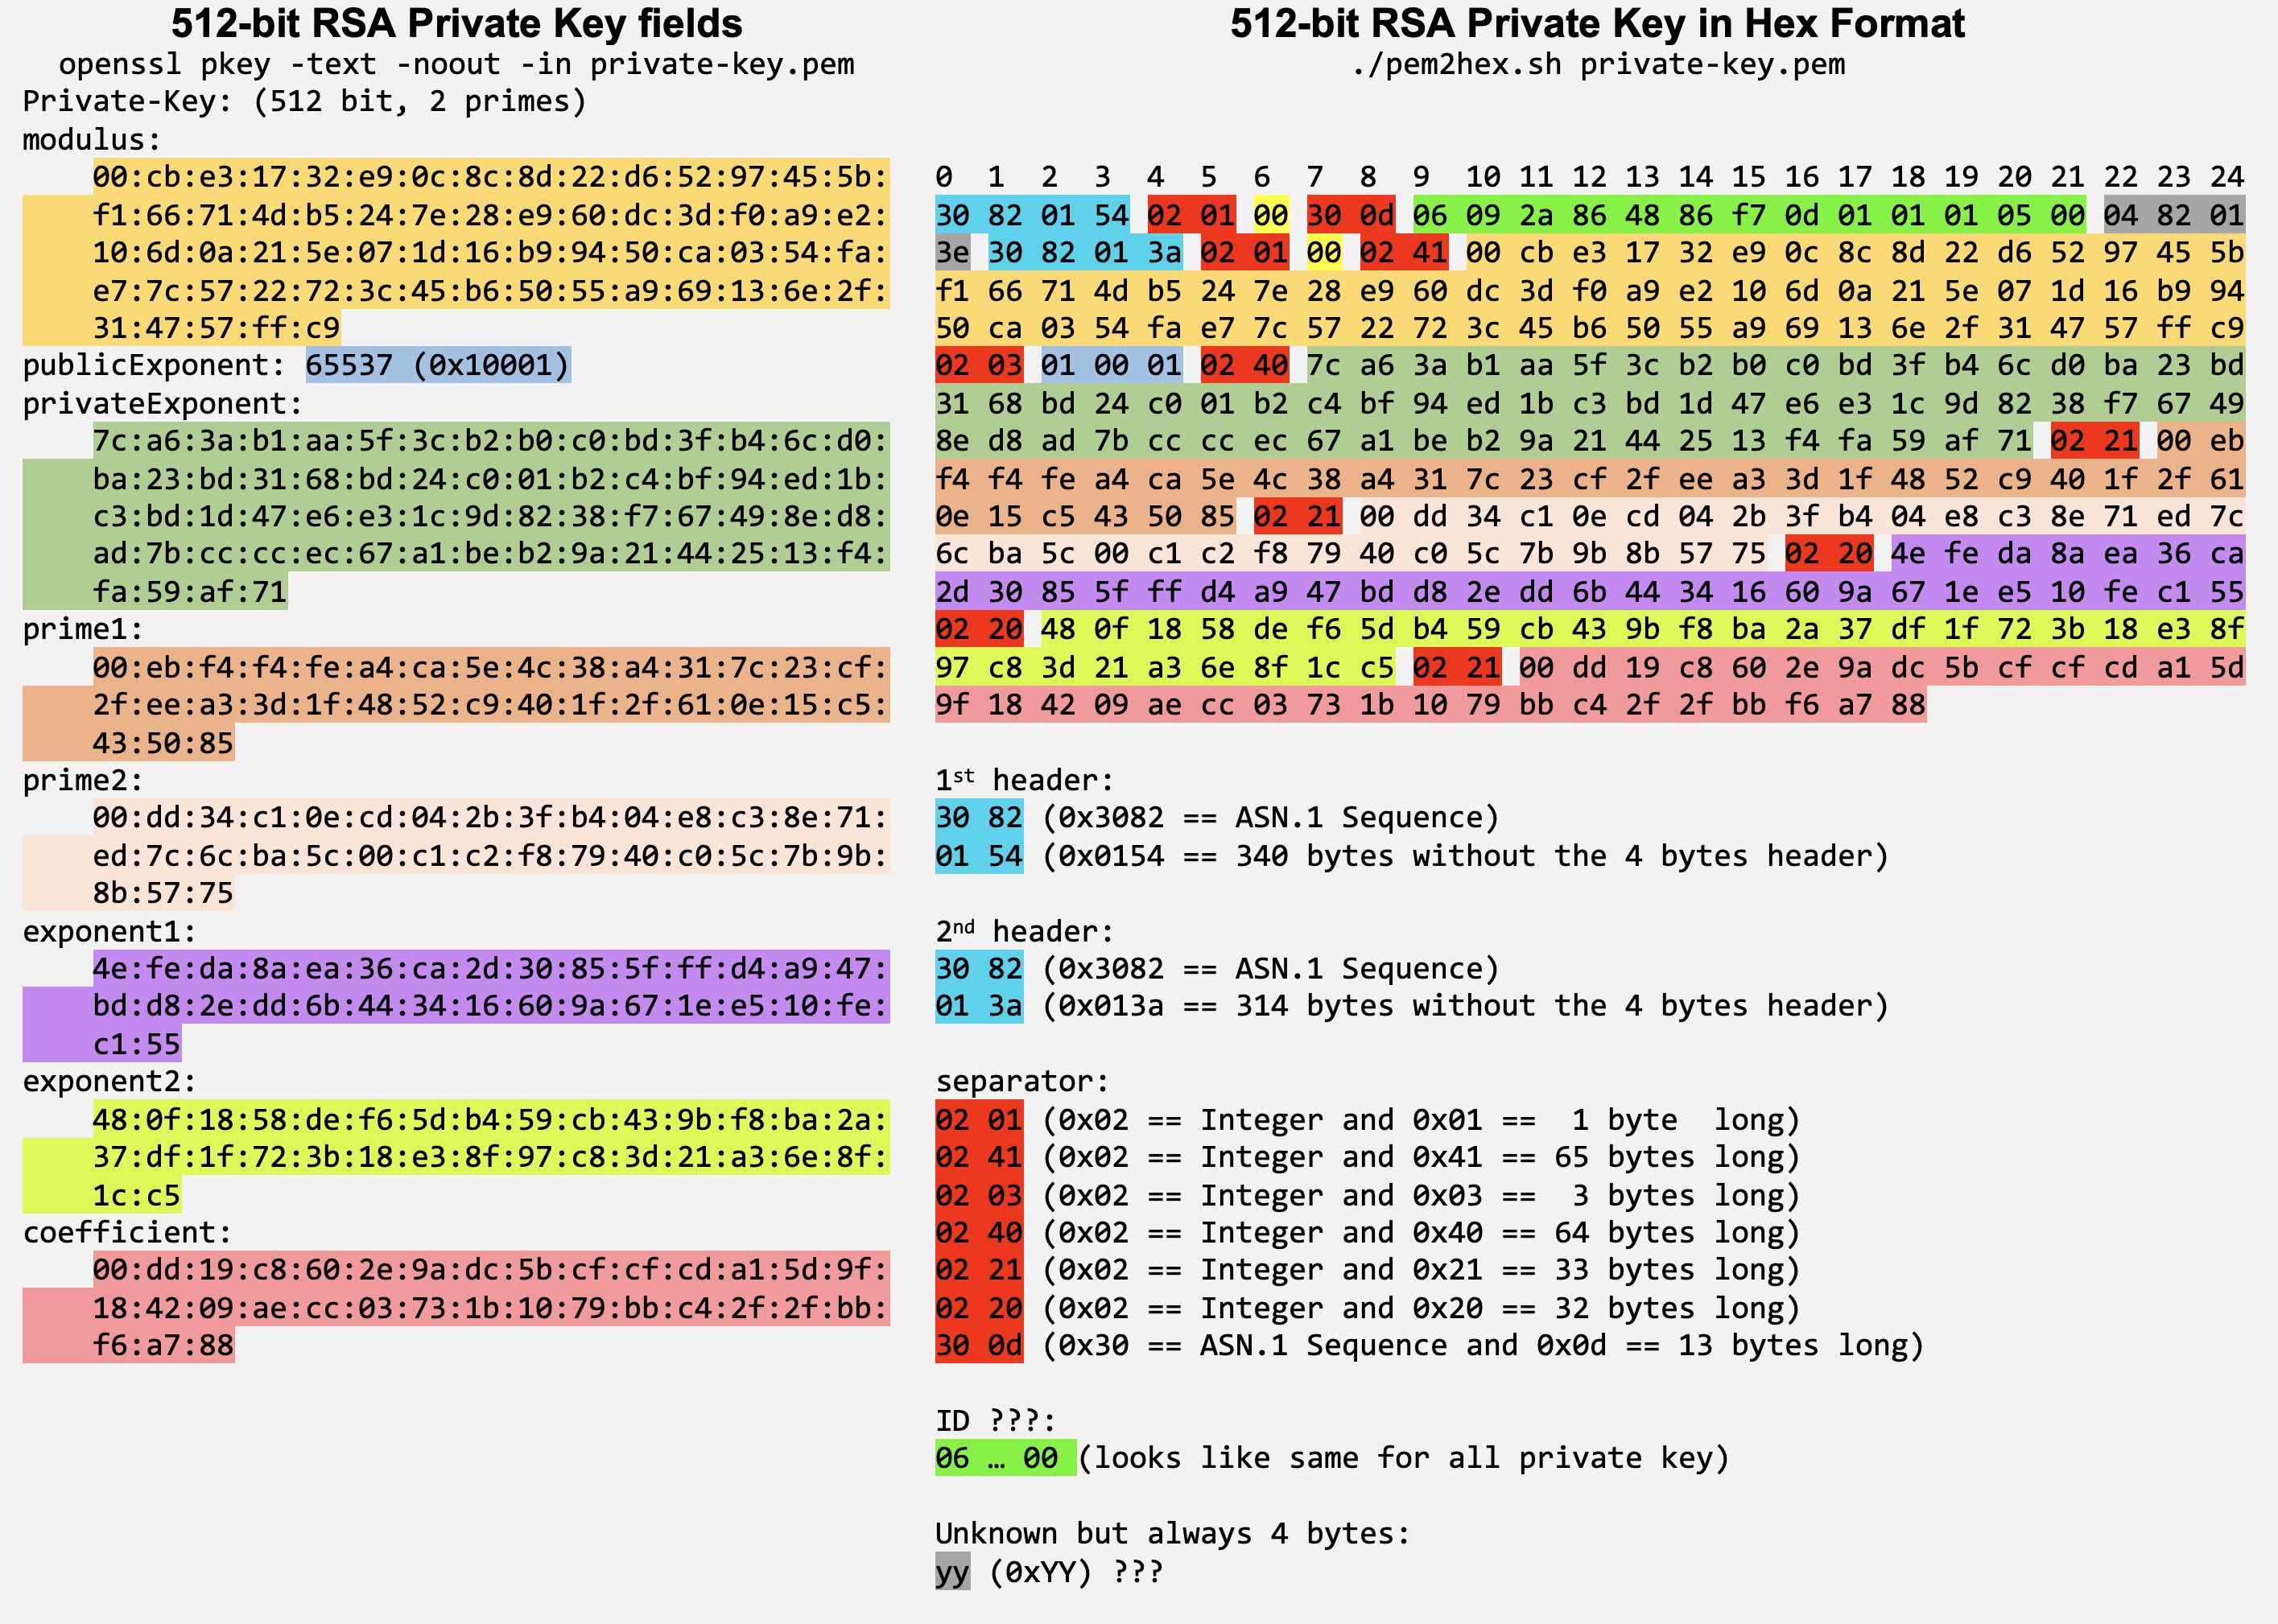 512-bit RSA Private Key fields
openssl pkey -text -noout -in private-key.pem
Private-Key: (512 bit, 2 primes)
modulus:
00:cb:e3:17:32:e9:0c:8c:8d:22:d6:52:97:45:5b:
f1:66:71:4d:b5:24:7e:28:e9:60:dc:3d:f0:a9:e2:
10:6d:0a:21:5e:07:1d:16:b9:94:50:ca:03:54:fa:
e7:7c:57:22:72:3c:45:b6:50:55:a9:69:13:6e:2f:
31:47:57:ff:c9
publicExponent: 65537 (0x10001)
privateExponent:
7c:a6:3a:b1:aa:5f:3c:b2:b0:c0:bd:3f:b4:6c:d0:
ba:23:bd:31:68:bd:24:c0:01:b2:c4:bf:94:ed:1b:
c3:bd:1d:47:e6:e3:1c:9d:82:38:f7:67:49:8e:d8:
ad:7b:cc:cc:ec:67:a1:be:b2:9a:21:44:25:13:f4:
fa:59:af:71
prime1:
00:eb:f4:f4:fe:a4:ca:5e:4c:38:a4:31:7c:23:cf:
2f:ee:a3:3d:1f:48:52:c9:40:1f:2f:61:0e:15:c5:
43:50:85
prime2:
00:dd:34:c1:0e:cd:04:2b:3f:b4:04:e8:c3:8e:71:
ed:7c:6c:ba:5c:00:c1:c2:f8:79:40:c0:5c:7b:9b:
8b:57:75
exponent1:
4e:fe:da:8a:ea:36:ca:2d:30:85:5f:ff:d4:a9:47:
bd:d8:2e:dd:6b:44:34:16:60:9a:67:1e:e5:10:fe:
c1:55
exponent2:
48:0f:18:58:de:f6:5d:b4:59:cb:43:9b:f8:ba:2a:
37:df:1f:72:3b:18:e3:8f:97:c8:3d:21:a3:6e:8f:
1c:c5
coefficient:
00:dd:19:c8:60:2e:9a:dc:5b:cf:cf:cd:a1:5d:9f:
18:42:09:ae:cc:03:73:1b:10:79:bb:c4:2f:2f:bb:
f6:a7:88
512-bit RSA Private Key in Hex Format
./pem2hex.sh private-key.pem
0 1 2 3 4 5 6 7 8 9 10 11 12 13 14 15 16 17 18 19 20 21 22 23 24
30 82 01 54 02 01 00 30 0d 06 09 2a 86 48 86 f7 0d 01 01 01 05 00 04 82 01
3e 30 82 01 3a 02 01 00 02 41 00 cb e3 17 32 e9 0c 8c 8d 22 d6 52 97 45 5b
f1 66 71 4d b5 24 7e 28 e9 60 dc 3d f0 a9 e2 10 6d 0a 21 5e 07 1d 16 b9 94
50 ca 03 54 fa e7 7c 57 22 72 3c 45 b6 50 55 a9 69 13 6e 2f 31 47 57 ff c9
02 03 01 00 01 02 40 7c a6 3a b1 aa 5f 3c b2 b0 c0 bd 3f b4 6c d0 ba 23 bd
31 68 bd 24 c0 01 b2 c4 bf 94 ed 1b c3 bd 1d 47 e6 e3 1c 9d 82 38 f7 67 49
8e d8 ad 7b cc cc ec 67 a1 be b2 9a 21 44 25 13 f4 fa 59 af 71 02 21 00 eb
f4 f4 fe a4 ca 5e 4c 38 a4 31 7c 23 cf 2f ee a3 3d 1f 48 52 c9 40 1f 2f 61
0e 15 c5 43 50 85 02 21 00 dd 34 c1 0e cd 04 2b 3f b4 04 e8 c3 8e 71 ed 7c
6c ba 5c 00 c1 c2 f8 79 40 c0 5c 7b 9b 8b 57 75 02 20 4e fe da 8a ea 36 ca
2d 30 85 5f ff d4 a9 47 bd d8 2e dd 6b 44 34 16 60 9a 67 1e e5 10 fe c1 55
02 20 48 0f 18 58 de f6 5d b4 59 cb 43 9b f8 ba 2a 37 df 1f 72 3b 18 e3 8f
97 c8 3d 21 a3 6e 8f 1c c5 02 21 00 dd 19 c8 60 2e 9a dc 5b cf cf cd a1 5d
9f 18 42 09 ae cc 03 73 1b 10 79 bb c4 2f 2f bb f6 a7 88
1st header:
30 82 (0x3082 == ASN.1 Sequence)
01 54 (0x0154 == 340 bytes without the 4 bytes header)
2nd header:
30 82 (0x3082 == ASN.1 Sequence)
01 3a (0x013a == 314 bytes without the 4 bytes header)
separator:
02 01 (0x02 == Integer and 0x01 ==  1 byte  long)
02 41 (0x02 == Integer and 0x41 == 65 bytes long)
02 03 (0x02 == Integer and 0x03 ==  3 bytes long)
02 40 (0x02 == Integer and 0x40 == 64 bytes long)
02 21 (0x02 == Integer and 0x21 == 33 bytes long)
02 20 (0x02 == Integer and 0x20 == 32 bytes long)
30 0d (0x30 == ASN.1 Sequence and 0x0d == 13 bytes long)
ID ???:
06 … 00 (looks like same for all private key)
Unknown but always 4 bytes:
yy (0xYY) ???